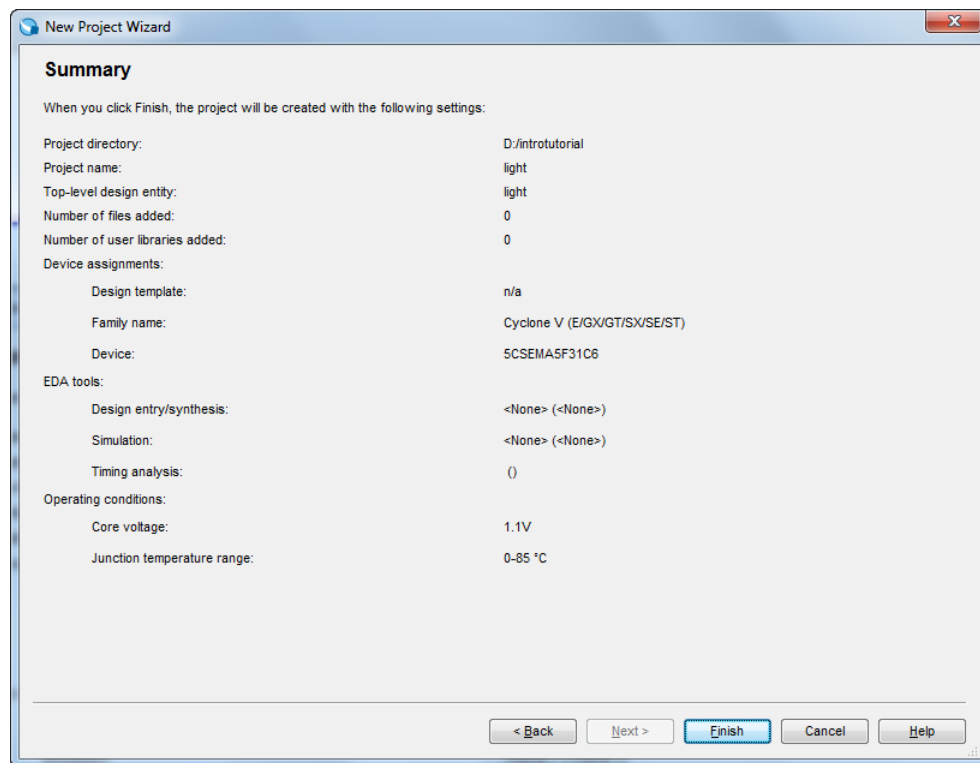 New Project Wizard
Summary
When you click Finish, the project will be created with the following settings:
Project directory: D:/introtutorial
Project name: light
Top-level design entity: light
Number of files added: 0
Number of user libraries added: 0
Device assignments:
Design template: n/a
Family name: Cyclone V (E/GX/GT/SX/SE/ST)
Device: 5CSEMA5F31C6
EDA tools:
Design entry/synthesis: <None> (<None>)
Simulation: <None> (<None>)
Timing analysis: ()
Operating conditions:
Core voltage: 1.1V
Junction temperature range: 0-85 °C
< Back Next > Finish Cancel Help